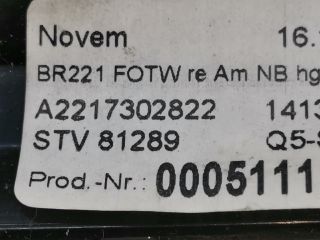 Novem 16.
BR221 FOTW re Am NB hg
A2217302822 1413
STV 81289 Q5-
Prod.-Nr.: 0005111